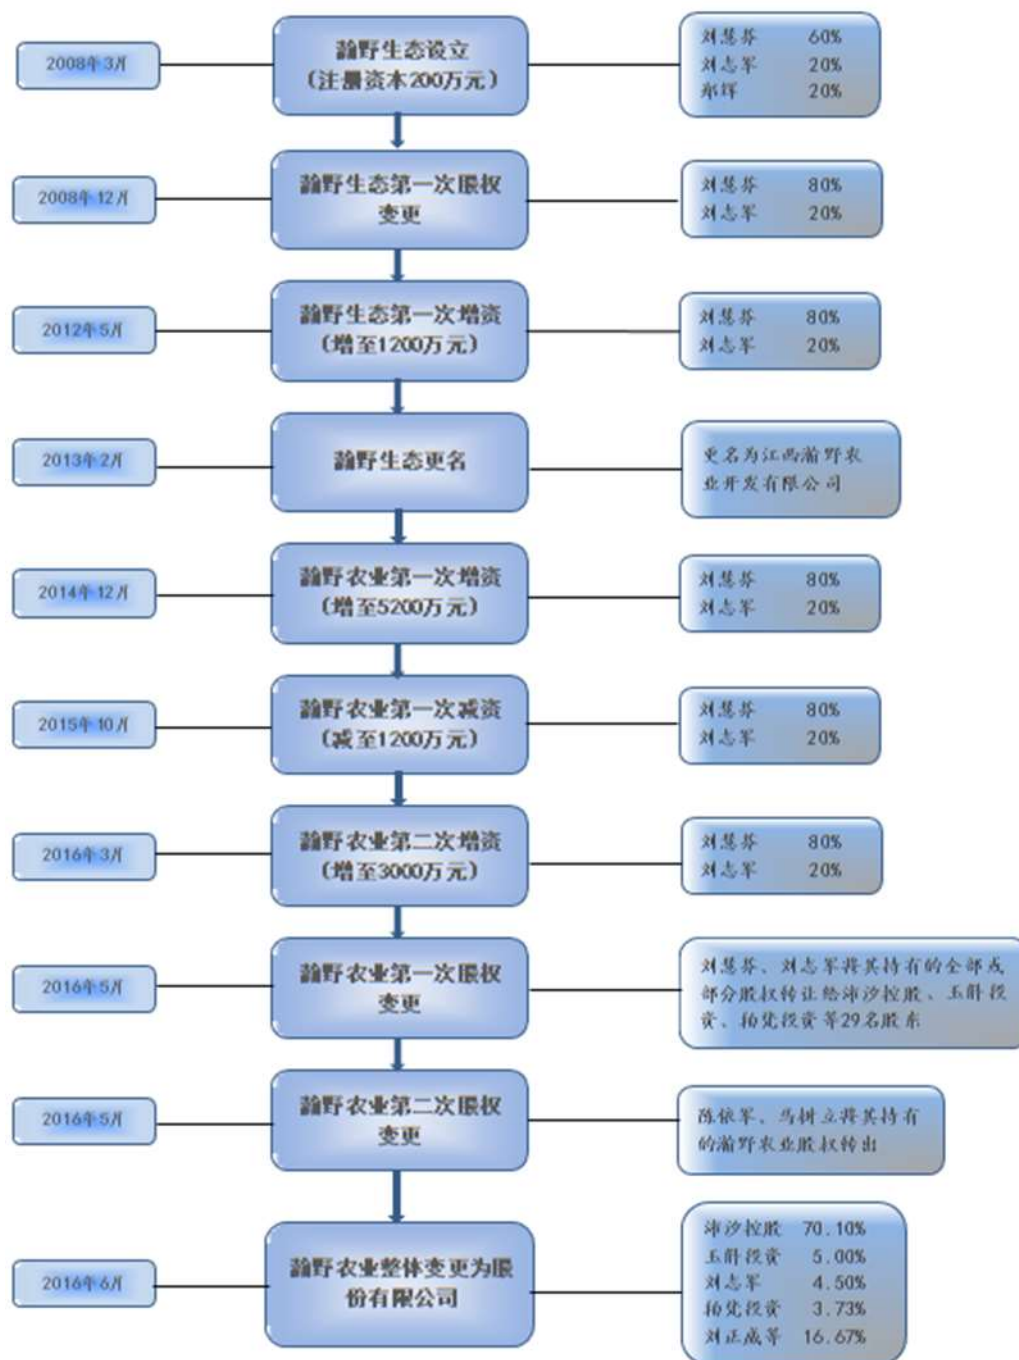 2008年3月
瀚野生态设立
(注册资本200万元)
刘慧芬 60%
刘志军 20%
邴辉 20%
2008年12月
瀚野生态第一次股权
变更
刘慧芬 80%
刘志军 20%
2012年5月
瀚野生态第一次增资
(增至1200万元)
刘慧芬 80%
刘志军 20%
2013年2月
瀚野生态更名
更名为江西瀚野农
业开发有限公司
2014年12月
瀚野农业第一次增资
(增至5200万元)
刘慧芬 80%
刘志军 20%
2015年10月
瀚野农业第一次减资
(减至1200万元)
刘慧芬 80%
刘志军 20%
2016年3月
瀚野农业第二次增资
(增至3000万元)
刘慧芬 80%
刘志军 20%
2016年5月
瀚野农业第一次股权
变更
刘慧芬、刘志军将其持有的全部或
部分股权转让给沛汐控股、玉斛投
资、柏梵投资等29名股东
2016年5月
瀚野农业第二次股权
变更
陈依军、马树立将其持有
的瀚野农业股权转出
2016年6月
瀚野农业整体变更为股
份有限公司
沛汐控股 70.10%
玉斛投资 5.00%
刘志军 4.50%
柏梵投资 3.73%
刘正成等 16.67%